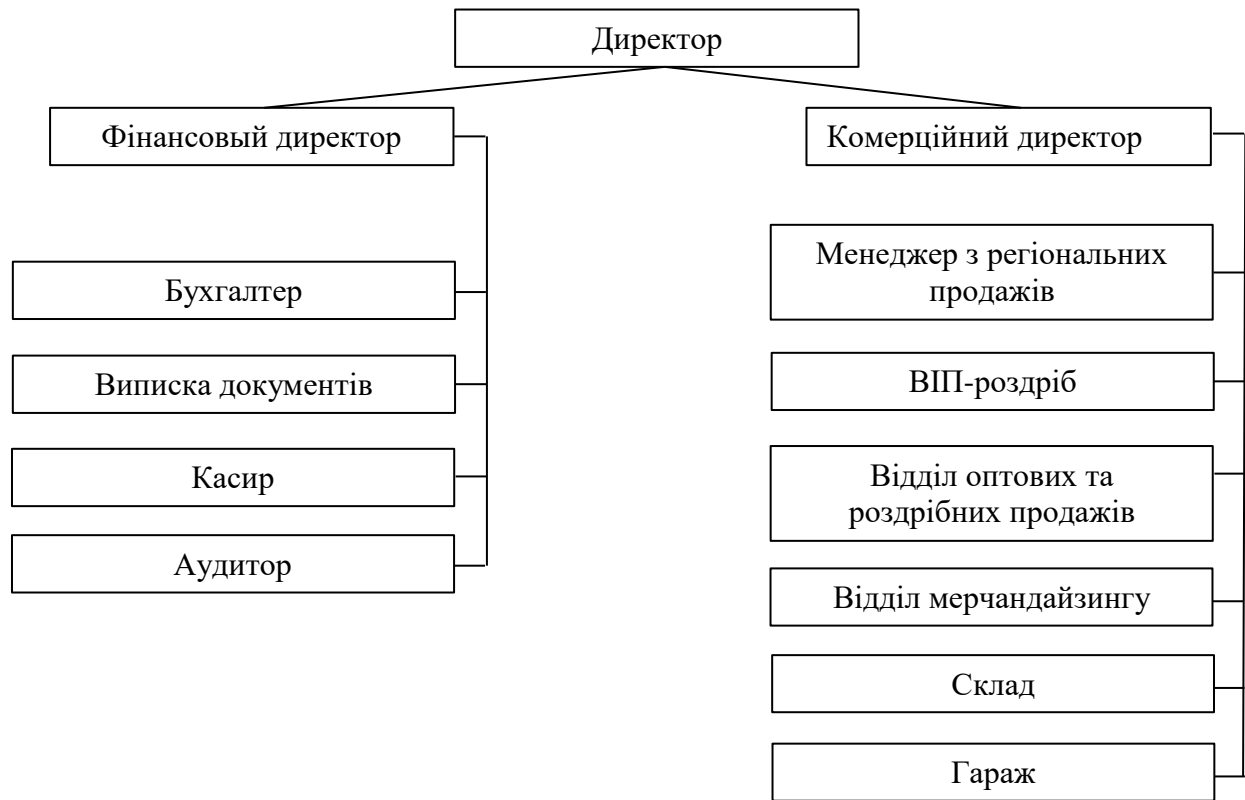 Директор
Фінансовый директор
Комерційний директор
Бухгалтер
Виписка документів
Касир
Аудитор
Менеджер з регіональних
продажів
ВІП-роздріб
Відділ оптових та
роздрібних продажів
Відділ мерчандайзингу
Склад
Гараж